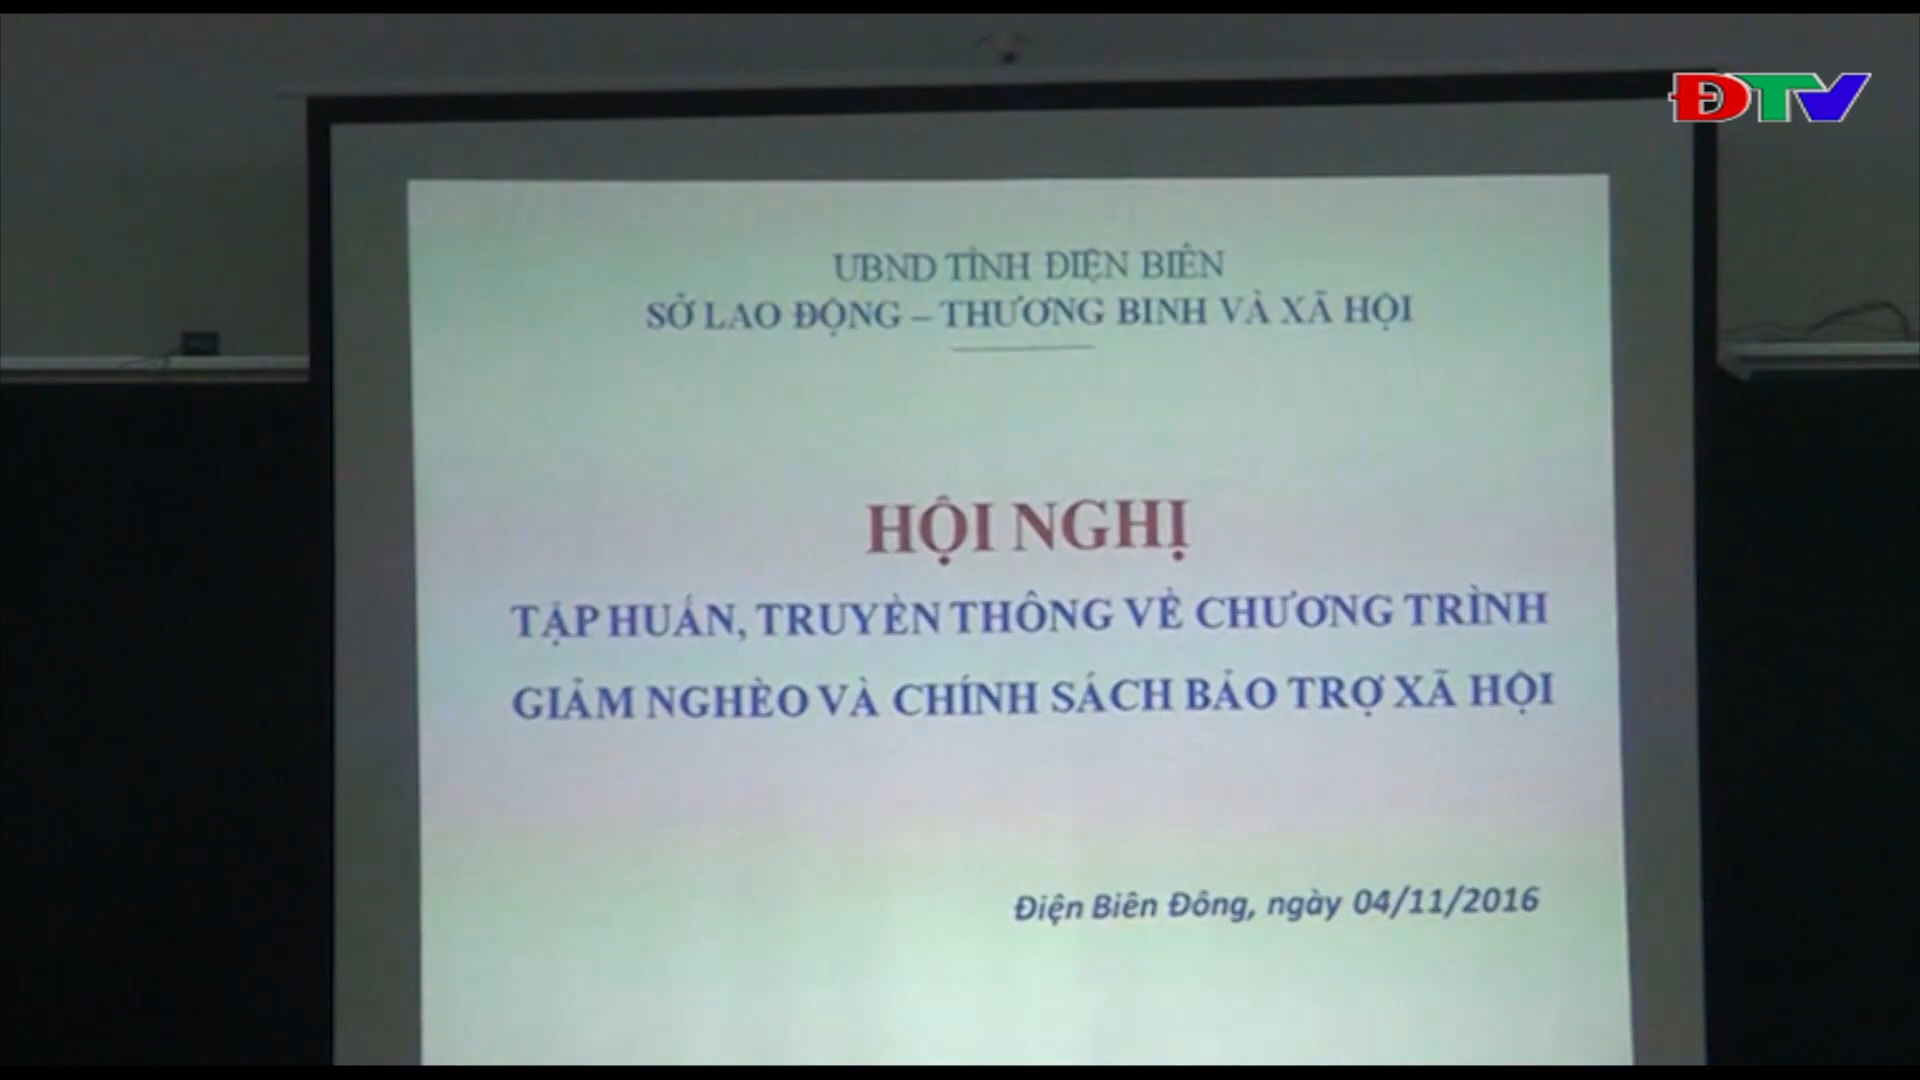 ĐTV
UBND TỈNH ĐIỆN BIÊN
SỞ LAO ĐỘNG – THƯƠNG BINH VÀ XÃ HỘI
HỘI NGHỊ
TẬP HUẤN, TRUYỀN THÔNG VỀ CHƯƠNG TRÌNH
GIẢM NGHÈO VÀ CHÍNH SÁCH BẢO TRỢ XÃ HỘI
Điện Biên Đông, ngày 04/11/2016